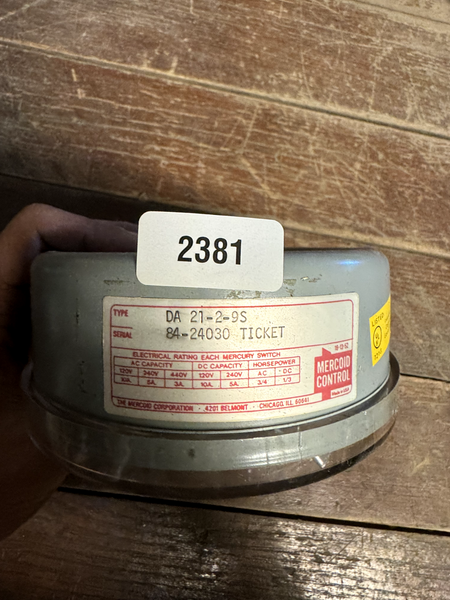 2381
TYPE DA 21-2-9S
SERIAL 84-24030 TICKET
ELECTRICAL RATING EACH MERCURY SWITCH
AC CAPACITY DC CAPACITY HORSEPOWER
120V 240V 440V 120V 240V AC DC
10A. 5A. 3A. 10A. 5A. 3/4 1/3
MERCOID
CONTROL
THE MERCOID CORPORATION · 4201 BELMONT · CHICAGO, ILL 60641